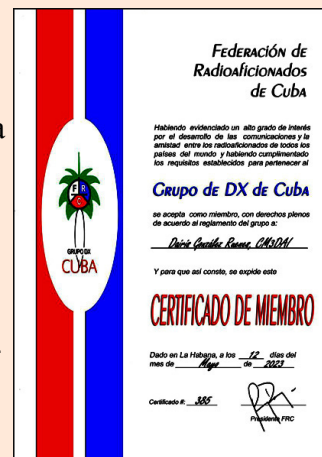 a
Federación de
Radioaficionados
de Cuba
Habiendo evidenciado un alto grado de interés
por el desarrollo de las comunicaciones y la
amistad entre los radioaficionados de todos los
países del mundo y habiendo cumplimentado
los requisitos establecidos para pertenecer al
Grupo de DX de Cuba
se acepta como miembro, con derechos plenos
de acuerdo al reglamento del grupo a:
González CM3DAI
Y para que así conste, se expide este
CERTIFICADO DE MIEMBRO
Dado en La Habana, a los 12 días del
mes de Mayo de 2023
Certificado #: 385
Presidente FRC
F R
C
GRUPO DX
CUBA